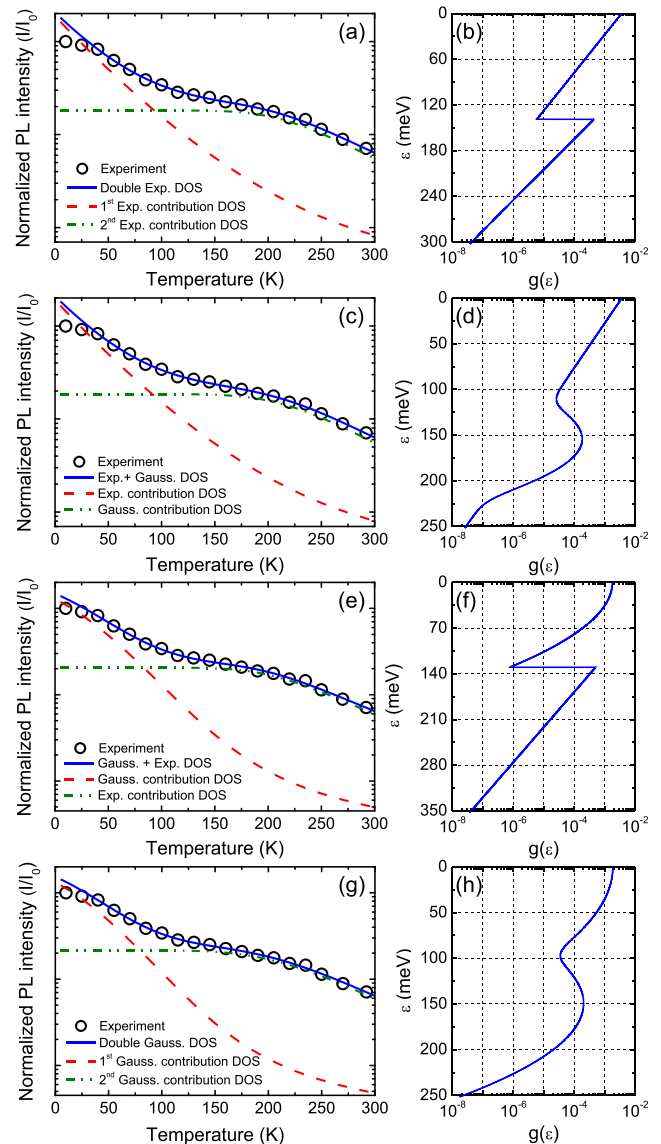 Normalized PL intensity (I/I0)
(a)
Experiment
Double Exp. DOS
1st Exp. contribution DOS
2nd Exp. contribution DOS
0 50 100 150 200 250 300
Temperature (K)
(b)
ε (meV)
0
60
120
180
240
300
10-8 10-6 10-4 10-2
g(ε)
Normalized PL intensity (I/I0)
(c)
Experiment
Exp.+ Gauss. DOS
Exp. contribution DOS
Gauss. contribution DOS
0 50 100 150 200 250 300
Temperature (K)
(d)
ε (meV)
0
50
100
150
200
250
10-8 10-6 10-4 10-2
g(ε)
Normalized PL intensity (I/I0)
(e)
Experiment
Gauss. + Exp. DOS
Gauss. contribution DOS
Exp. contribution DOS
0 50 100 150 200 250 300
Temperature (K)
(f)
ε (meV)
0
70
140
210
280
350
10-8 10-6 10-4 10-2
g(ε)
Normalized PL intensity (I/I0)
(g)
Experiment
Double Gauss. DOS
1st Gauss. contribution DOS
2nd Gauss. contribution DOS
0 50 100 150 200 250 300
Temperature (K)
(h)
ε (meV)
0
50
100
150
200
250
10-8 10-6 10-4 10-2
g(ε)